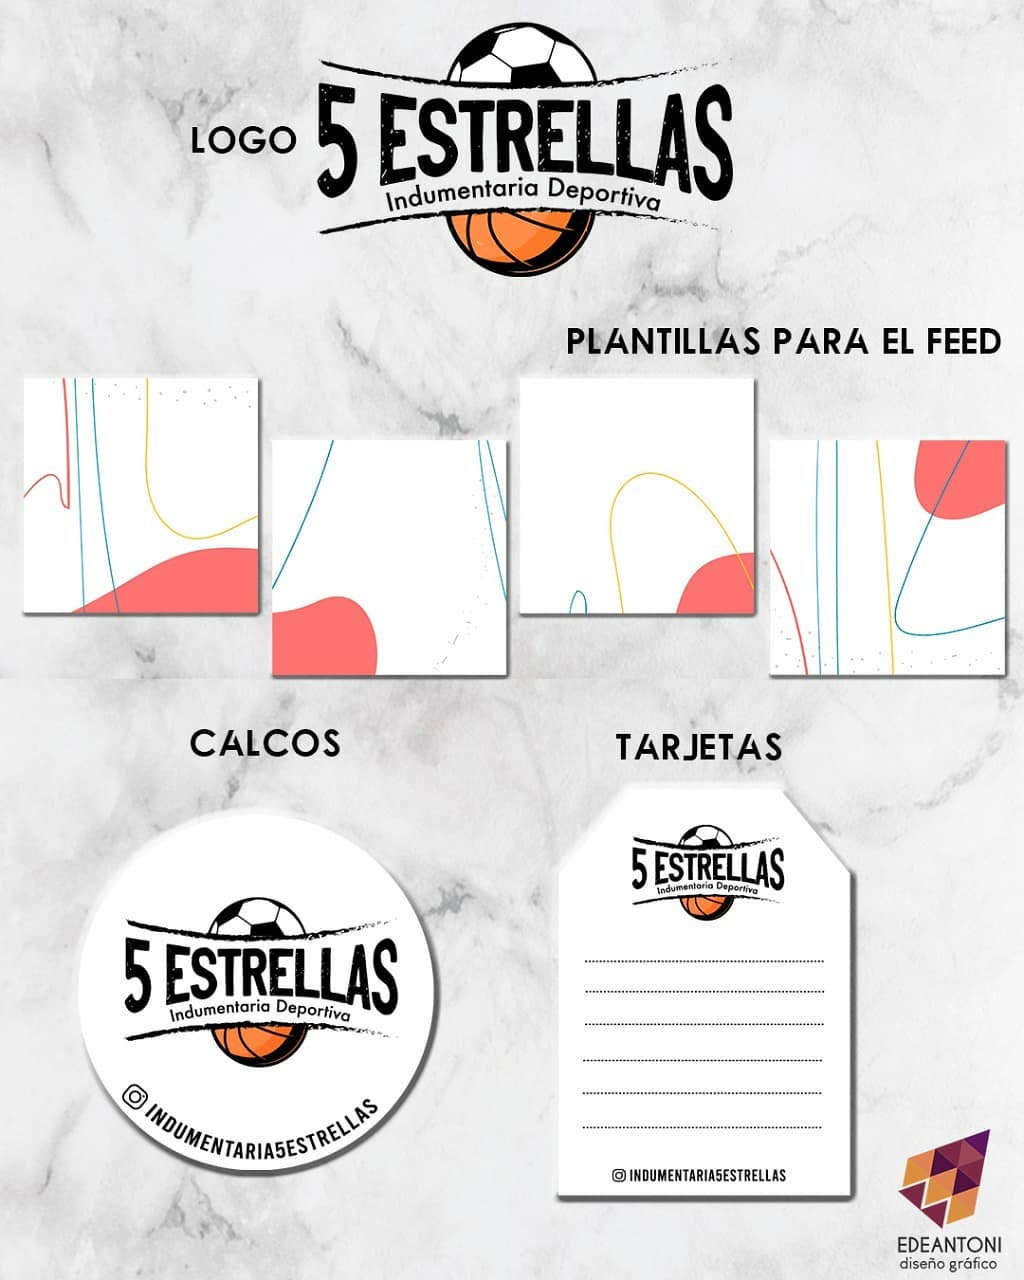 LOGO
5 ESTRELLAS
Indumentaria Deportiva
PLANTILLAS PARA EL FEED
CALCOS
TARJETAS
5 ESTRELLAS
Indumentaria Deportiva
INDUMENTARIA5ESTRELLAS
5 ESTRELLAS
Indumentaria Deportiva
INDUMENTARIA5ESTRELLAS
EDEANTONI
diseño gráfico